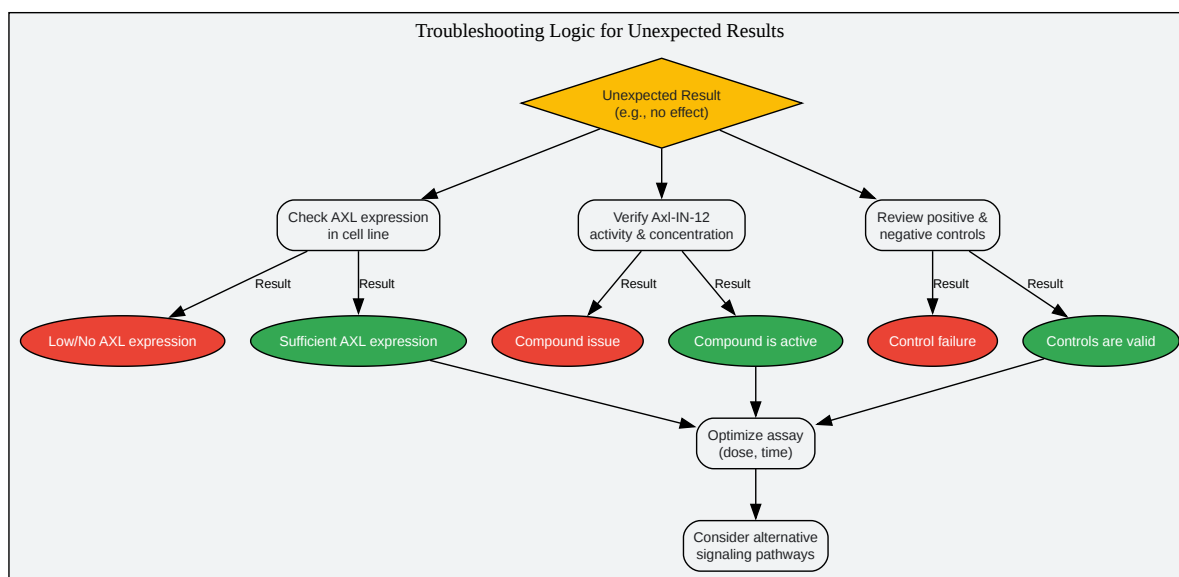 Troubleshooting Logic for Unexpected Results
Unexpected Result
(e.g., no effect)
Check AXL expression
in cell line
Verify Axl-IN-12
activity & concentration
Review positive &
negative controls
Result
Result
Result
Result
Result
Result
Low/No AXL expression
Sufficient AXL expression
Compound issue
Compound is active
Control failure
Controls are valid
Optimize assay
(dose, time)
Consider alternative
signaling pathways